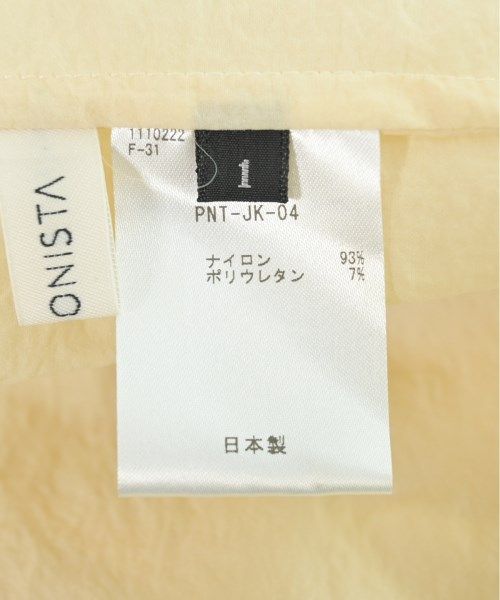 1110222
F-31
1
PNT-JK-04
ナイロン 93%
ポリウレタン 7%
日本製
ONISTA